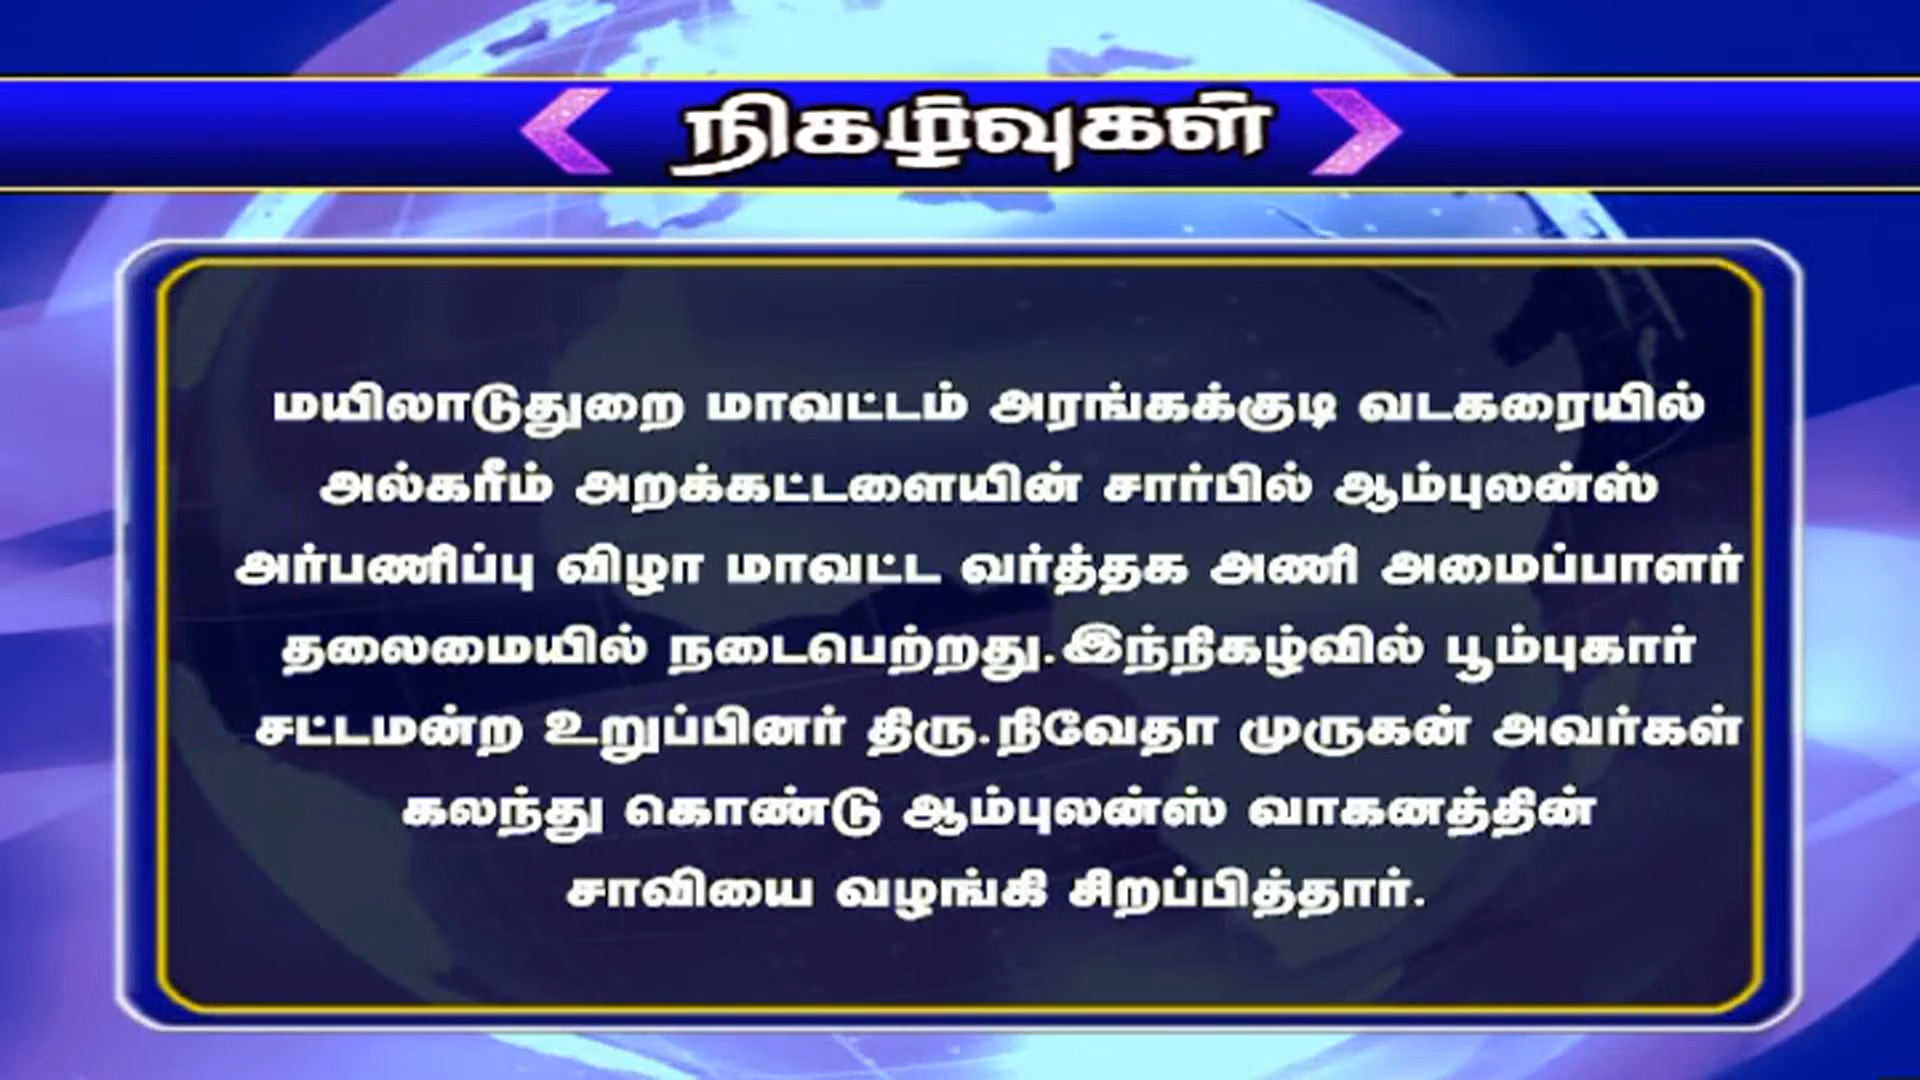 நிகழ்வுகள்
மயிலாடுதுறை மாவட்டம் அரங்கக்குடி வடகரையில்
அல்கரீம் அறக்கட்டளையின் சார்பில் ஆம்புலன்ஸ்
அர்பணிப்பு விழா மாவட்ட வர்த்தக அணி அமைப்பாளர்
தலைமையில் நடைபெற்றது.இந்நிகழ்வில் பூம்புகார்
சட்டமன்ற உறுப்பினர் திரு.நிவேதா முருகன் அவர்கள்
கலந்து கொண்டு ஆம்புலன்ஸ் வாகனத்தின்
சாவியை வழங்கி சிறப்பித்தார்.